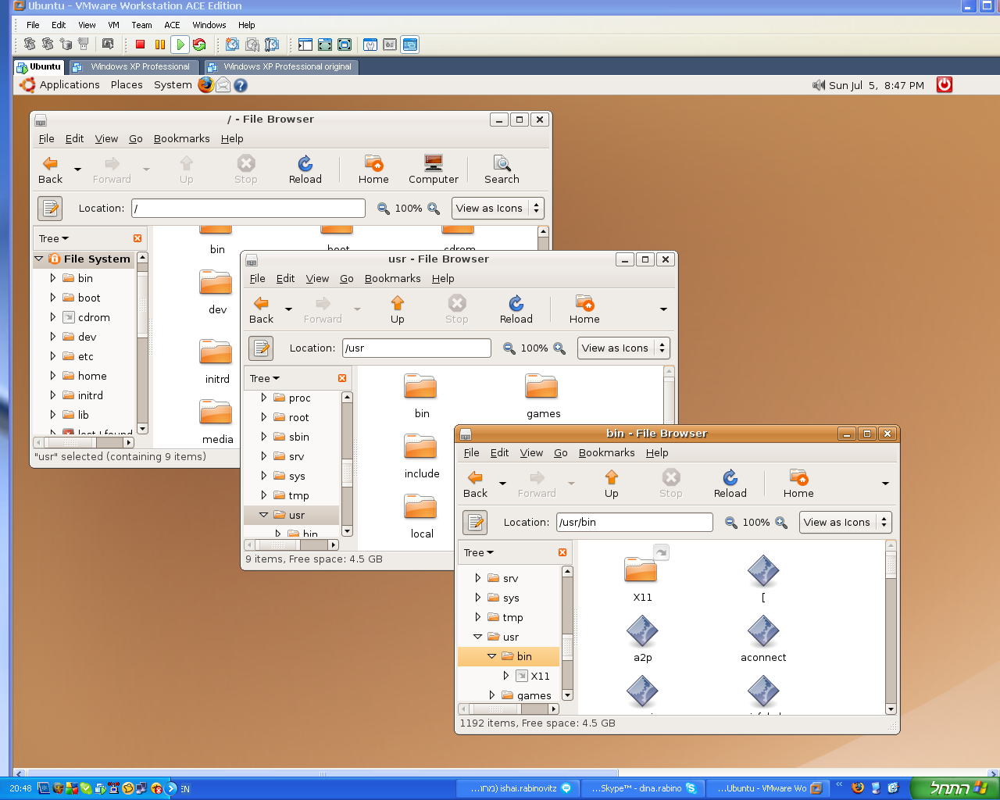 Ubuntu - VMware Workstation ACE Edition
File Edit View VM Team ACE Windows Help
Ubuntu Windows XP Professional Windows XP Professional original
Applications Places System Sun Jul 5, 8:47 PM
/ - File Browser
File Edit View Go Bookmarks Help
Back Forward Up Stop Reload Home Computer Search
Location: / 100% View as Icons
Tree
File System
bin
boot
cdrom
dev
etc
home
initrd
lib
lost+found
bin boot cdrom
dev
initrd
media
"usr" selected (containing 9 items)
usr - File Browser
File Edit View Go Bookmarks Help
Back Forward Up Stop Reload Home
Location: /usr 100% View as Icons
Tree
proc
root
sbin
srv
sys
tmp
usr
bin
bin games
include
local
9 items, Free space: 4.5 GB
bin - File Browser
File Edit View Go Bookmarks Help
Back Forward Up Stop Reload Home
Location: /usr/bin 100% View as Icons
Tree
srv
sys
tmp
usr
bin
X11
games
X11 [
a2p aconnect
1192 items, Free space: 4.5 GB
20:48 EN ...מחו) ishai.rabinovitz ...Skype™ - dina.rabino ...Ubuntu - VMware Wo התחל